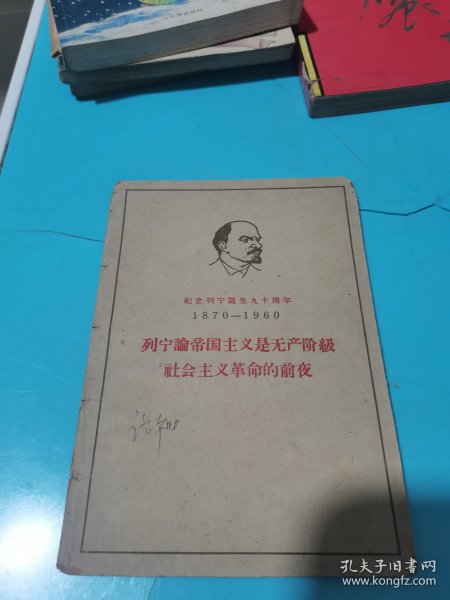 紀念列宁誕生九十周年
1870—1960
列宁論帝国主义是无产阶級
社会主义革命的前夜
孔夫子旧书网
www.kongfz.com